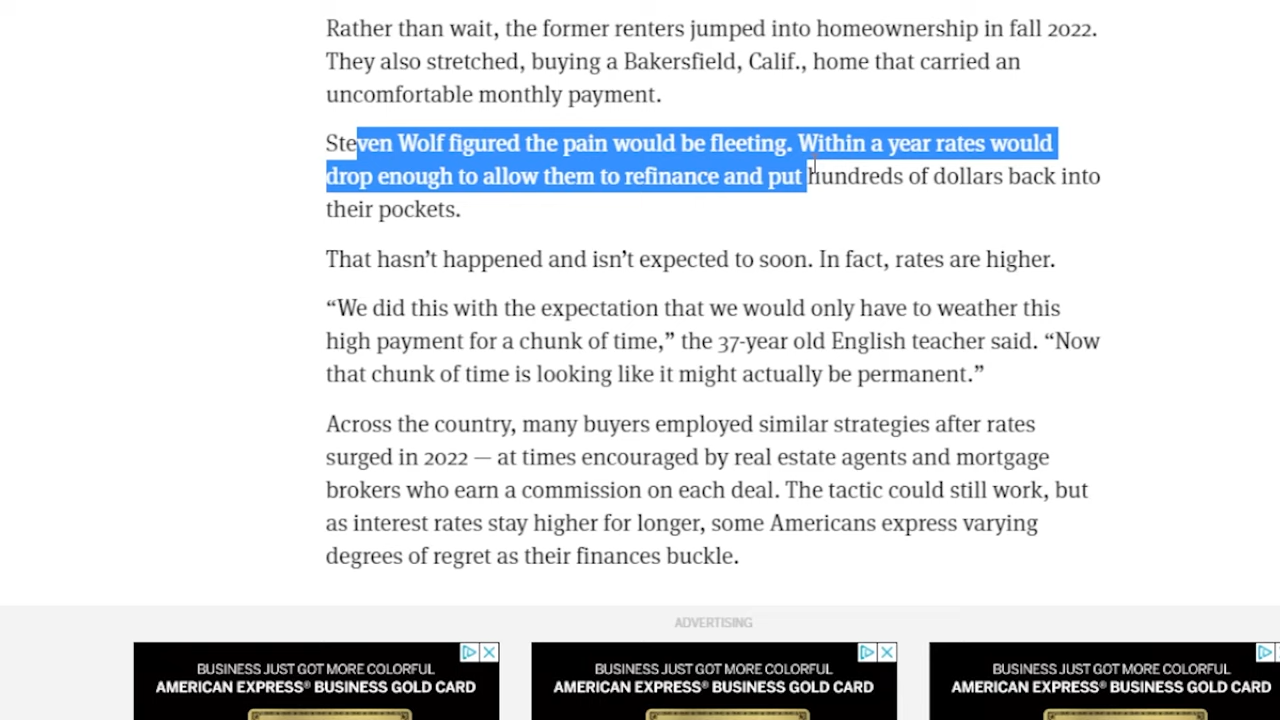 Rather than wait, the former renters jumped into homeownership in fall 2022.
They also stretched, buying a Bakersfield, Calif., home that carried an
uncomfortable monthly payment.
Steven Wolf figured the pain would be fleeting. Within a year rates would
drop enough to allow them to refinance and put hundreds of dollars back into
their pockets.
That hasn’t happened and isn’t expected to soon. In fact, rates are higher.
“We did this with the expectation that we would only have to weather this
high payment for a chunk of time,” the 37-year old English teacher said. “Now
that chunk of time is looking like it might actually be permanent.”
Across the country, many buyers employed similar strategies after rates
surged in 2022 — at times encouraged by real estate agents and mortgage
brokers who earn a commission on each deal. The tactic could still work, but
as interest rates stay higher for longer, some Americans express varying
degrees of regret as their finances buckle.
ADVERTISING
BUSINESS JUST GOT MORE COLORFUL
AMERICAN EXPRESS® BUSINESS GOLD CARD
BUSINESS JUST GOT MORE COLORFUL
AMERICAN EXPRESS® BUSINESS GOLD CARD
BUSINESS JUST GOT MORE COLORFUL
AMERICAN EXPRESS® BUSINESS GOLD CARD